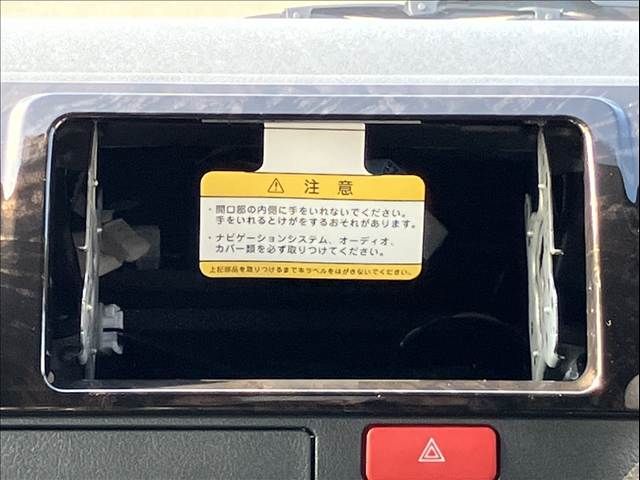 注意
・開口部の内側に手をいれないでください。
手をいれるとけがをするおそれがあります。
・ナビゲーションシステム、オーディオ、
カバー類を必ず取りつけてください。
上記部品を取りつけるまで本ラベルをはがさないでください。